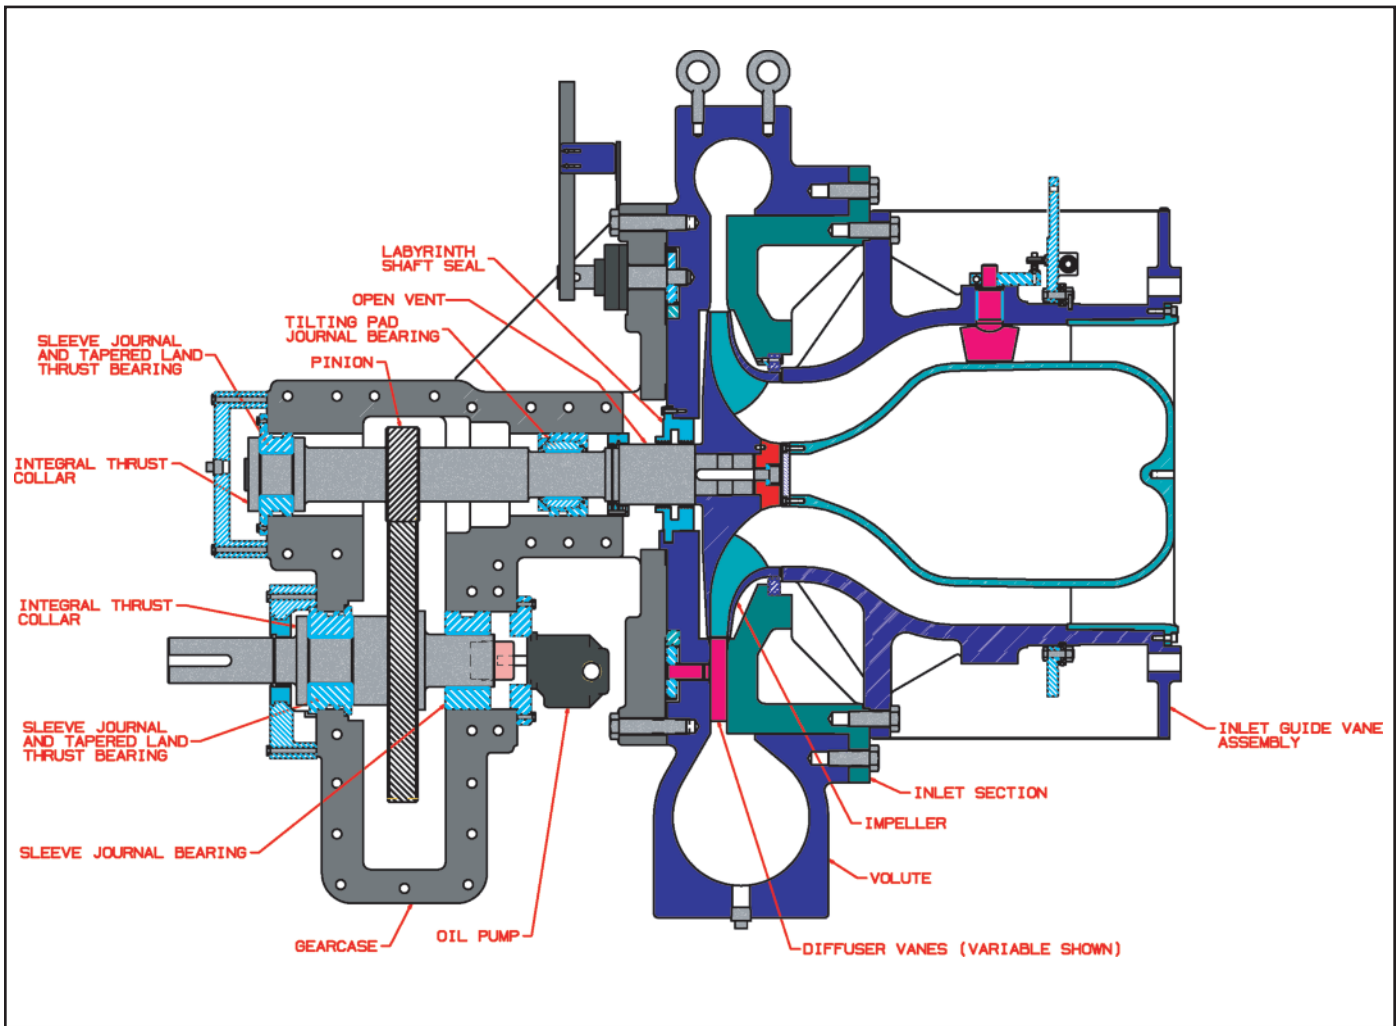 LABYRINTH
SHAFT SEAL
OPEN VENT
TILTING PAD
JOURNAL BEARING
PINION
SLEEVE JOURNAL
AND TAPERED LAND
THRUST BEARING
INTEGRAL THRUST
COLLAR
INTEGRAL THRUST
COLLAR
SLEEVE JOURNAL
AND TAPERED LAND
THRUST BEARING
SLEEVE JOURNAL BEARING
GEARCASE
OIL PUMP
INLET GUIDE VANE
ASSEMBLY
INLET SECTION
IMPELLER
VOLUTE
DIFFUSER VANES (VARIABLE SHOWN)